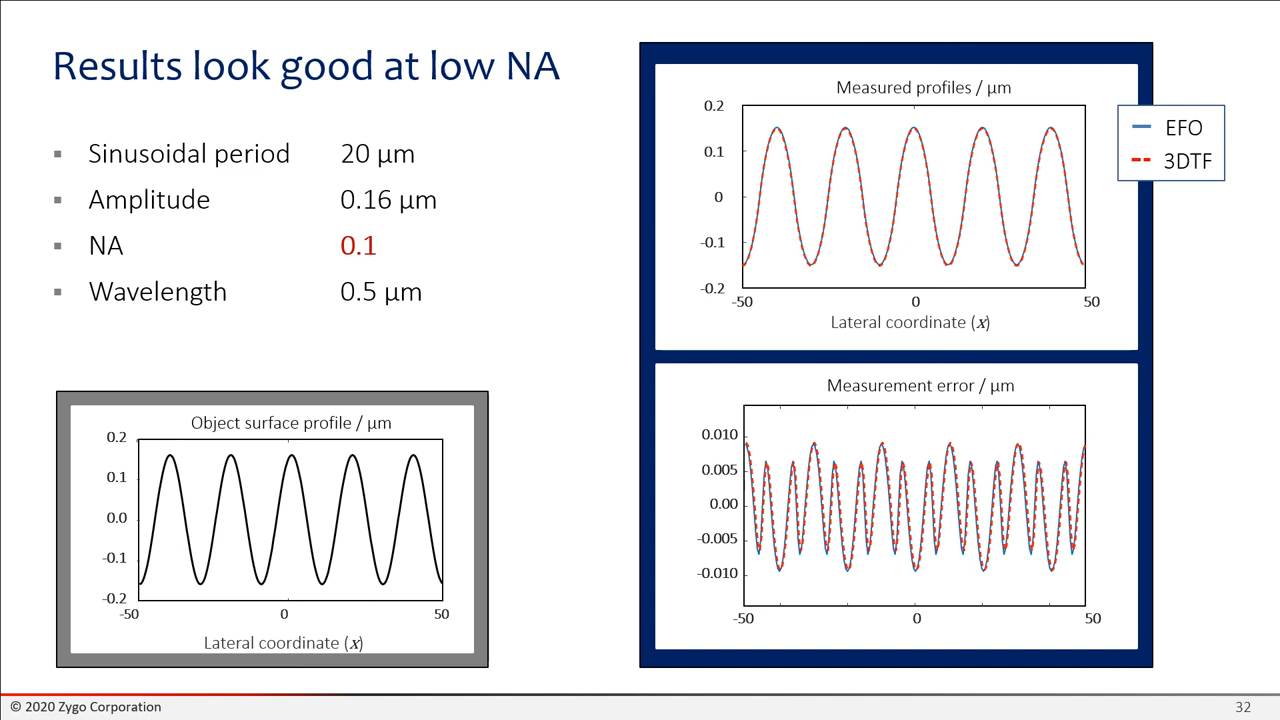 Results look good at low NA
▪ Sinusoidal period 20 µm
▪ Amplitude 0.16 µm
▪ NA 0.1
▪ Wavelength 0.5 µm
Object surface profile / µm
0.2
0.1
0.0
-0.1
-0.2
-50 0 50
Lateral coordinate (x)
Measured profiles / µm
0.2
0.1
0
-0.1
-0.2
-50 0 50
Lateral coordinate (x)
EFO
3DTF
Measurement error / µm
0.010
0.005
0.00
-0.005
-0.010
-50 0 50
© 2020 Zygo Corporation
32